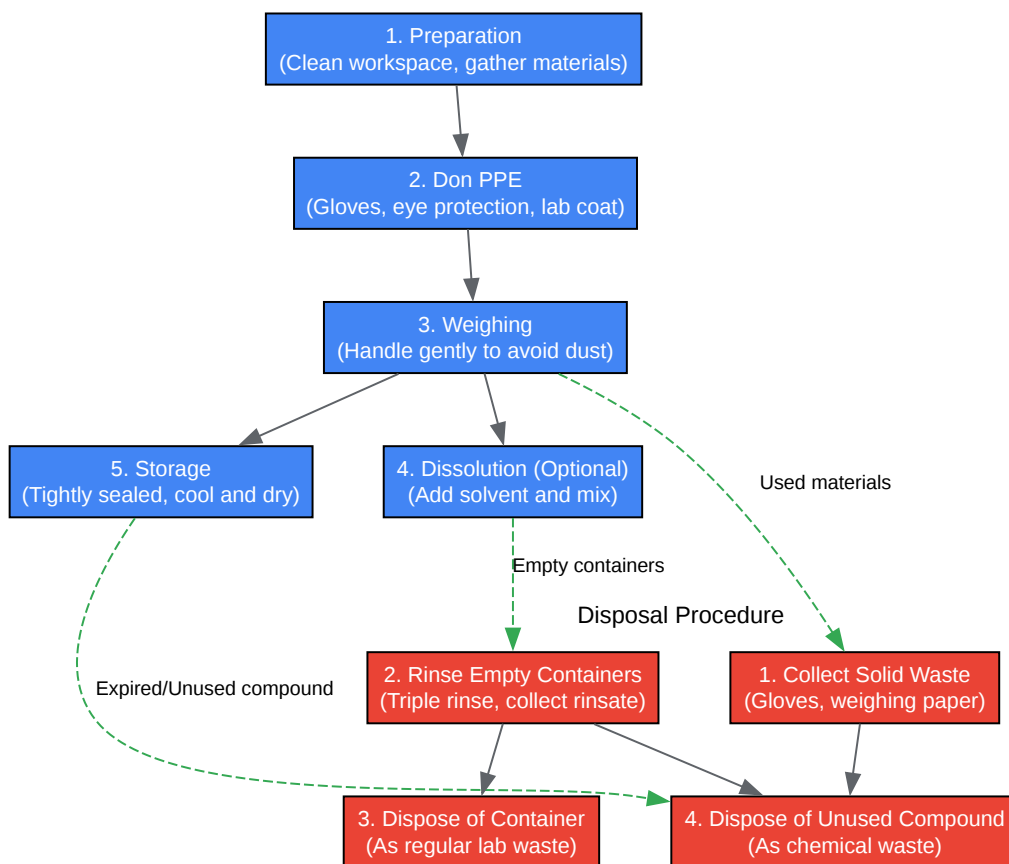 1. Preparation
(Clean workspace, gather materials)
2. Don PPE
(Gloves, eye protection, lab coat)
3. Weighing
(Handle gently to avoid dust)
5. Storage
(Tightly sealed, cool and dry)
4. Dissolution (Optional)
(Add solvent and mix)
Used materials
Empty containers
Disposal Procedure
2. Rinse Empty Containers
(Triple rinse, collect rinsate)
1. Collect Solid Waste
(Gloves, weighing paper)
Expired/Unused compound
3. Dispose of Container
(As regular lab waste)
4. Dispose of Unused Compound
(As chemical waste)